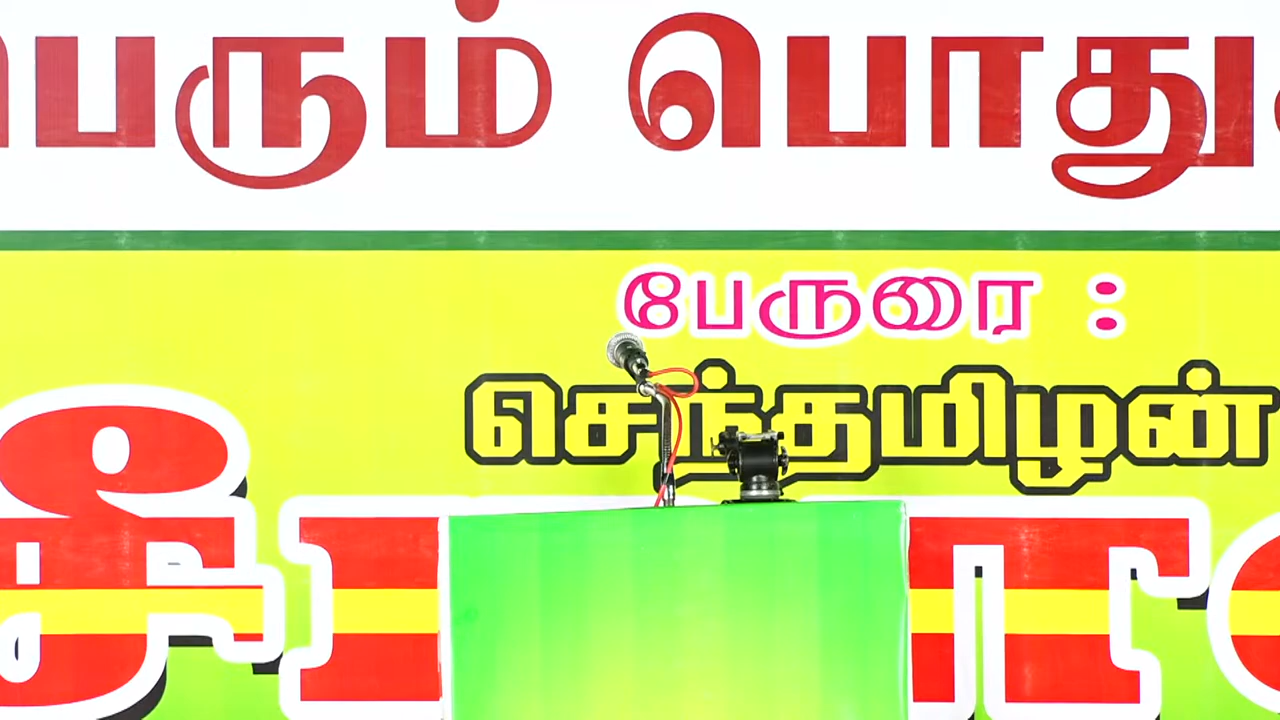 பெரும் பொது
பேருரை :
செந்தமிழன்
சீமா